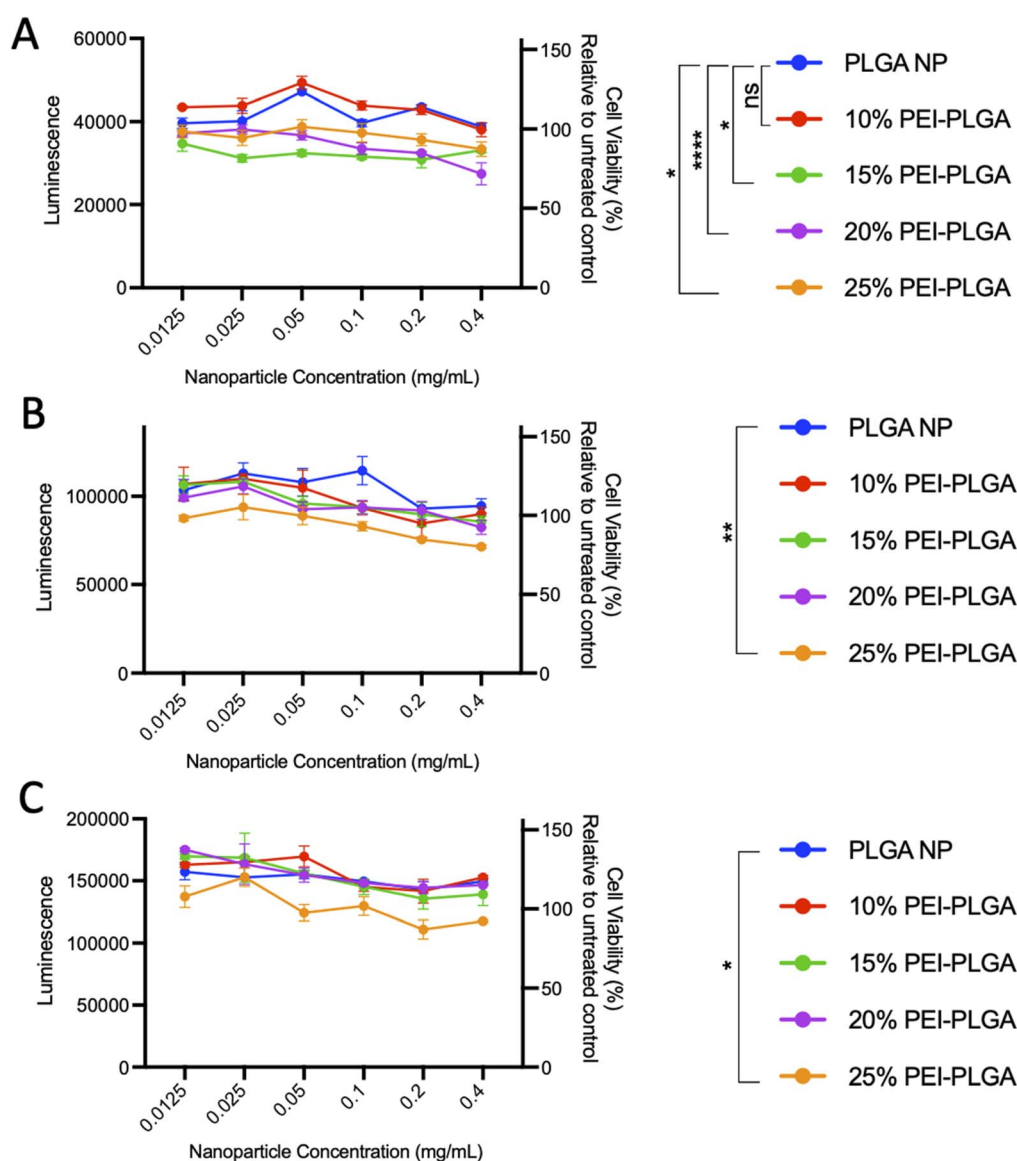 A
60000
40000
20000
0
Luminescence
150
100
50
0
Cell Viability (%)
Relative to untreated control
0.0125
0.025
0.05
0.1
0.2
0.4
Nanoparticle Concentration (mg/mL)
*
****
*
ns
PLGA NP
10% PEI-PLGA
15% PEI-PLGA
20% PEI-PLGA
25% PEI-PLGA
B
100000
50000
0
Luminescence
150
100
50
0
Cell Viability (%)
Relative to untreated control
0.0125
0.025
0.05
0.1
0.2
0.4
Nanoparticle Concentration (mg/mL)
**
PLGA NP
10% PEI-PLGA
15% PEI-PLGA
20% PEI-PLGA
25% PEI-PLGA
C
200000
150000
100000
50000
0
Luminescence
150
100
50
0
Cell Viability (%)
Relative to untreated control
0.0125
0.025
0.05
0.1
0.2
0.4
Nanoparticle Concentration (mg/mL)
*
PLGA NP
10% PEI-PLGA
15% PEI-PLGA
20% PEI-PLGA
25% PEI-PLGA